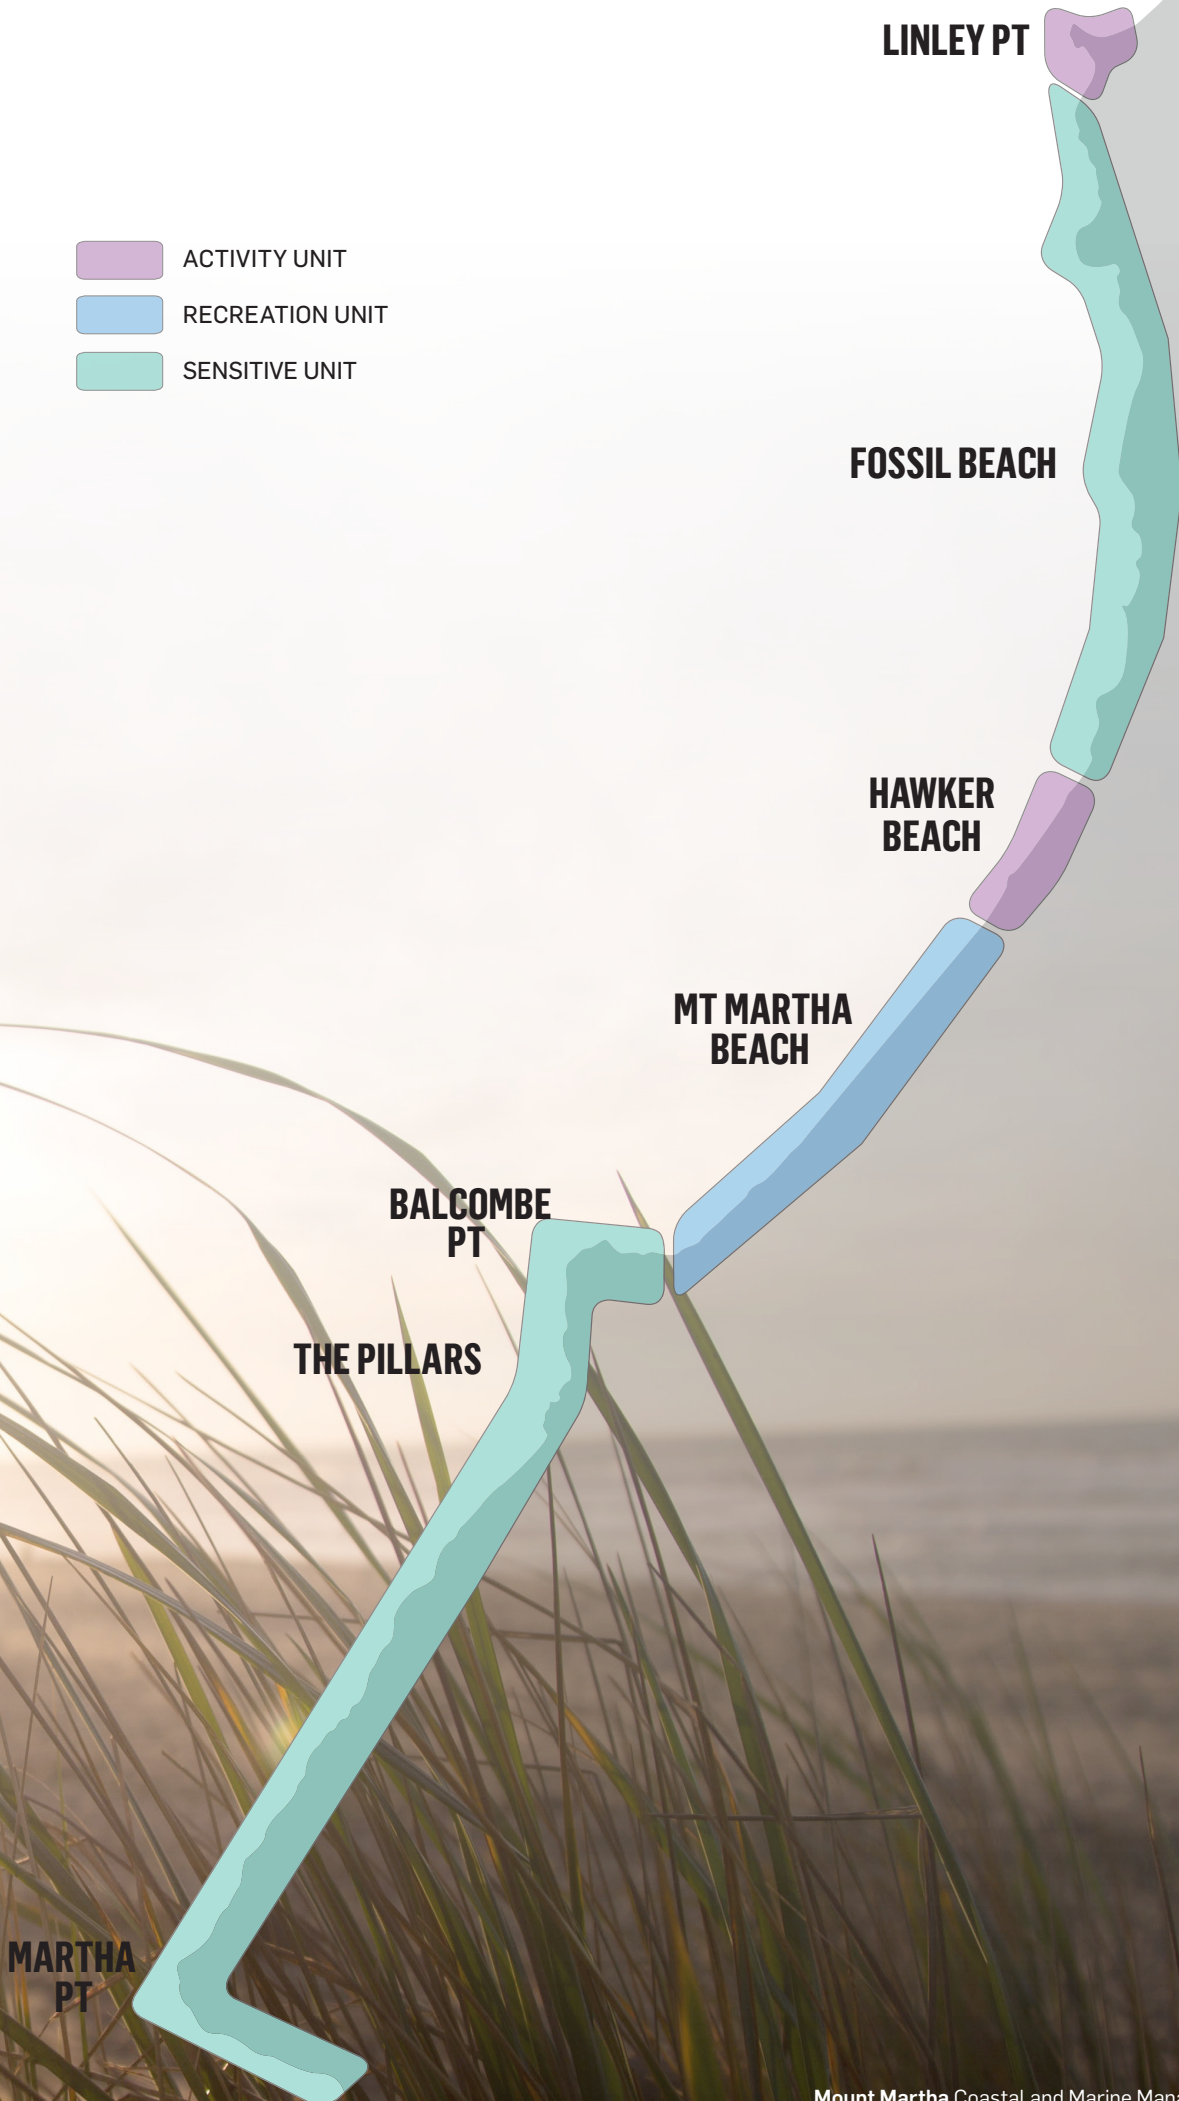 LINLEY PT
ACTIVITY UNIT
RECREATION UNIT
SENSITIVE UNIT
FOSSIL BEACH
HAWKER
BEACH
MT MARTHA
BEACH
BALCOMBE
PT
THE PILLARS
MARTHA
PT
Mount Martha Coastal and Marine